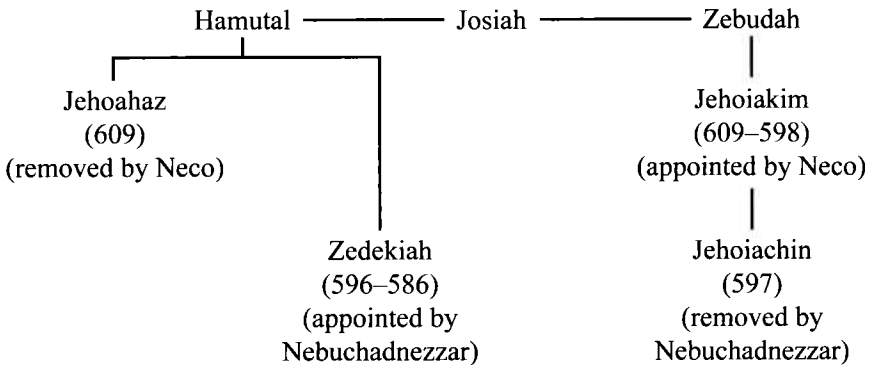 Hamutal Josiah Zebudah
Jehoahaz
(609)
(removed by Neco)
Jehoiakim
(609–598)
(appointed by Neco)
Zedekiah
(596–586)
(appointed by
Nebuchadnezzar)
Jehoiachin
(597)
(removed by
Nebuchadnezzar)